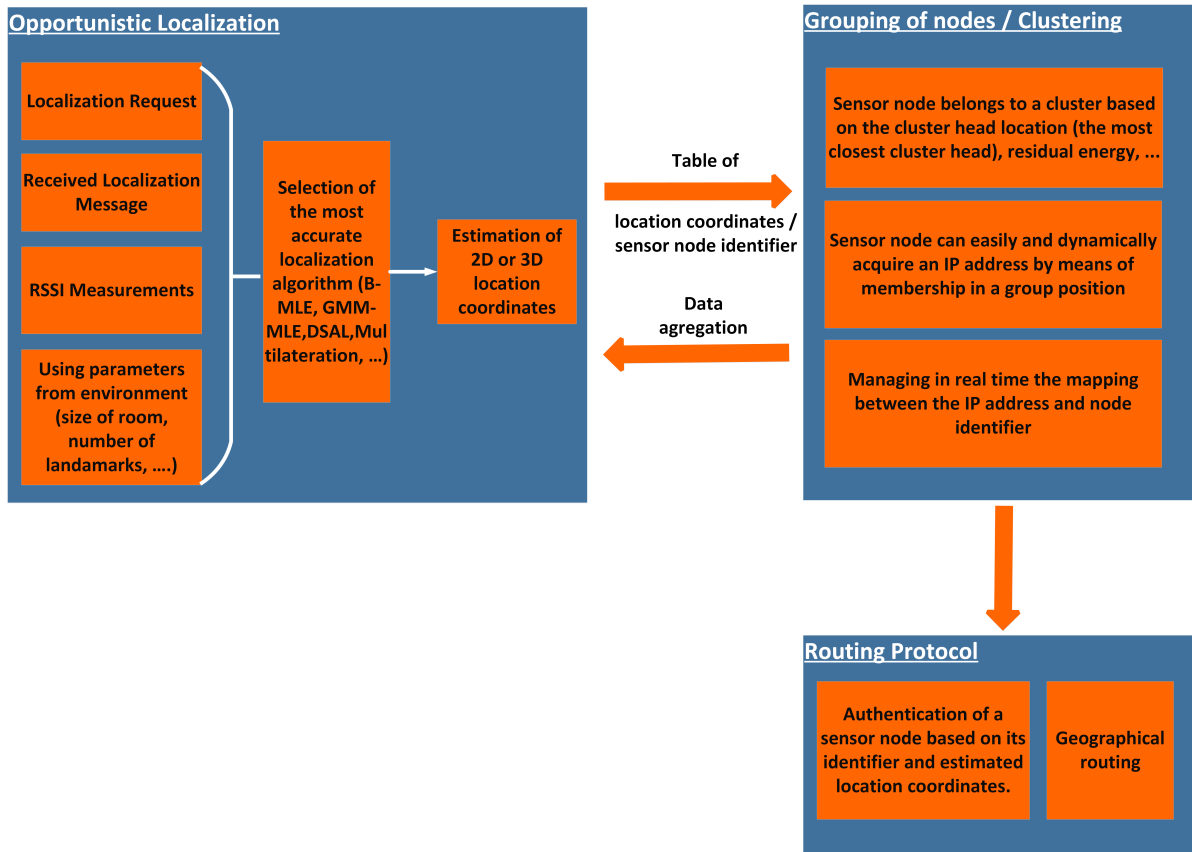 Opportunistic Localization
Localization Request
Received Localization
Message
RSSI Measurements
Using parameters
from environment
(size of room,
number of
landamarks, ....)
Selection of
the most
accurate
localization
algorithm (B-
MLE, GMM-
MLE,DSAL,Mul
tilateration, ...)
Estimation of
2D or 3D
location
coordinates
Table of
location coordinates /
sensor node identifier
Data
agregation
Grouping of nodes / Clustering
Sensor node belongs to a cluster based
on the cluster head location (the most
closest cluster head), residual energy, ...
Sensor node can easily and dynamically
acquire an IP address by means of
membership in a group position
Managing in real time the mapping
between the IP address and node
identifier
Routing Protocol
Authentication of a
sensor node based on its
identifier and estimated
location coordinates.
Geographical
routing